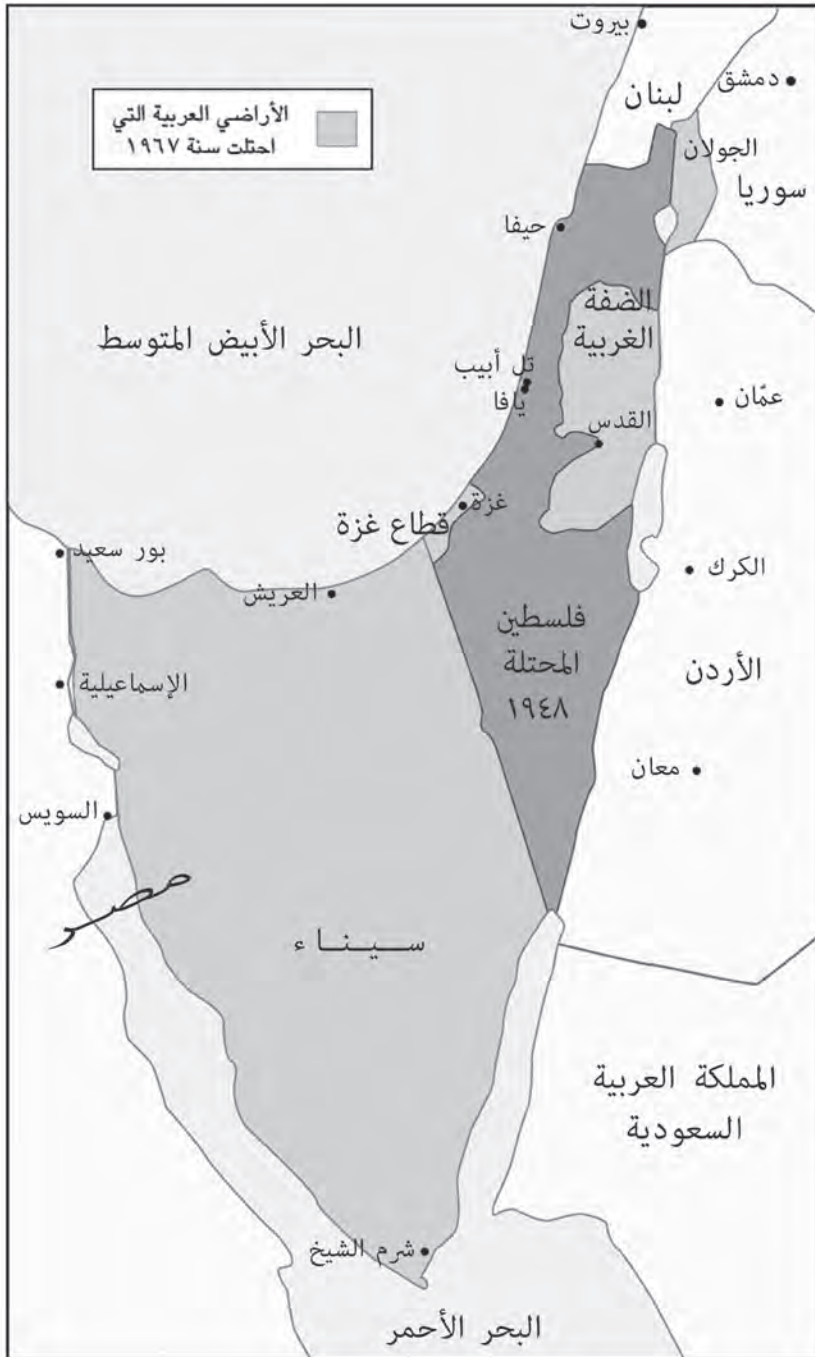 بيروت
دمشق
لبنان
الأراضي العربية التي
احتلت سنة ١٩٦٧
الجولان
سوريا
حيفا
الضفة
الغربية
البحر الأبيض المتوسط
تل أبيب
يافا
عمّان
القدس
غزة
قطاع غزة
بور سعيد
العريش
الكرك
فلسطين
المحتلة
١٩٤٨
الإسماعيلية
الأردن
معان
السويس
مصر
سيناء
المملكة العربية
السعودية
شرم الشيخ
البحر الأحمر